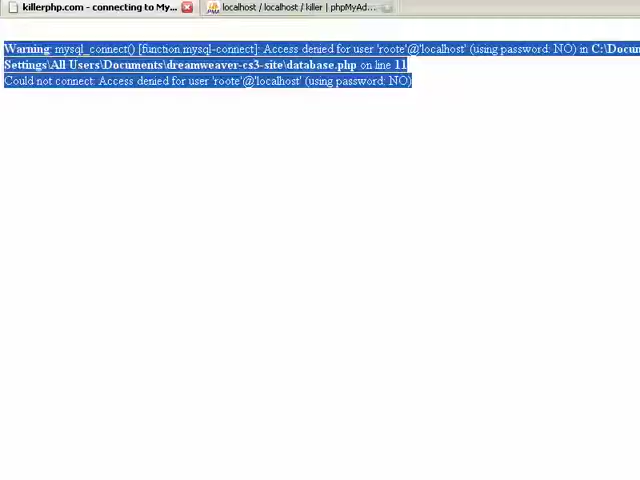 killerphp.com - connecting to My...
localhost / localhost / killer | phpMyAd...
Warning: mysql_connect() [function.mysql-connect]: Access denied for user 'roote'@'localhost' (using password: NO) in C:\Docum
Settings\All Users\Documents\dreamweaver-cs3-site\database.php on line 11
Could not connect: Access denied for user 'roote'@'localhost' (using password: NO)